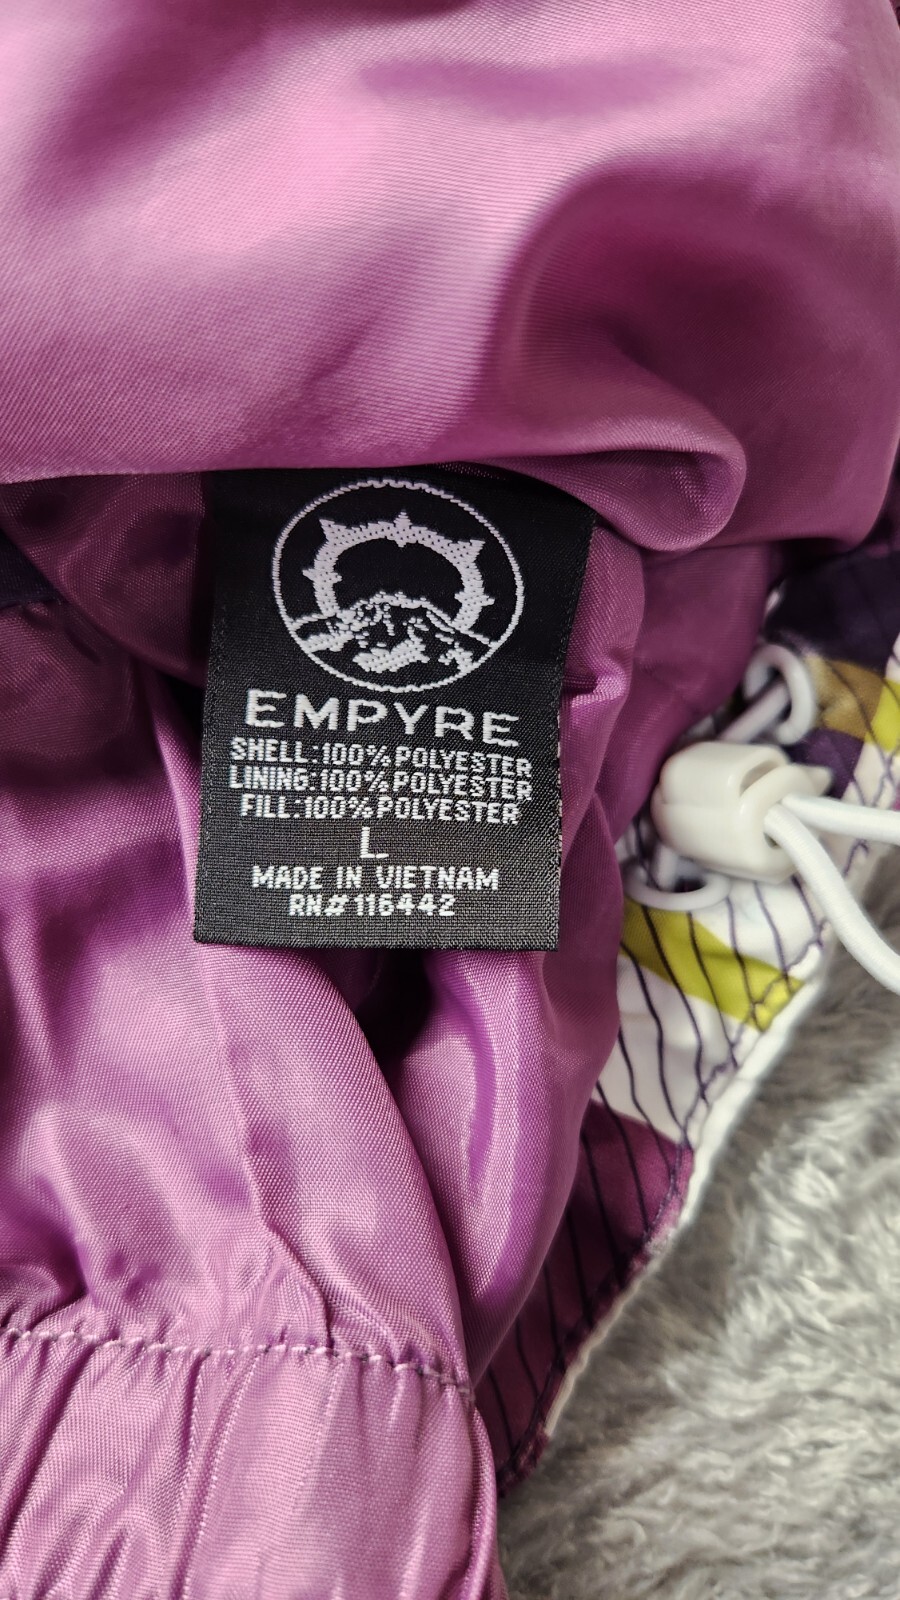 EMPYRE
SHELL:100%POLYESTER
LINING:100%POLYESTER
FILL:100%POLYESTER
L
MADE IN VIETNAM
RN#116442